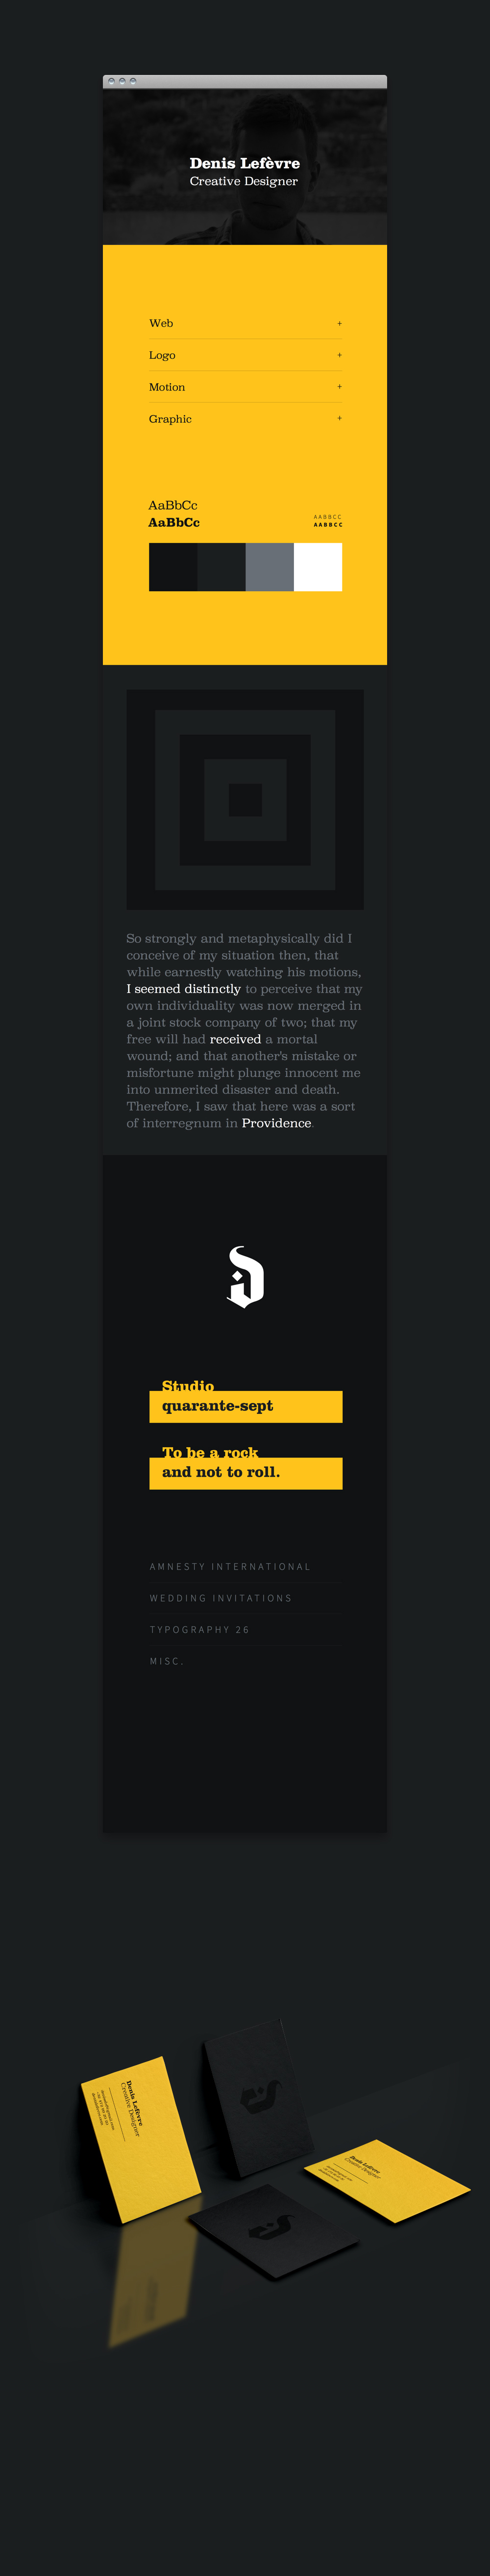 Denis Lefèvre
Creative Designer
Web +
Logo +
Motion +
Graphic +
AaBbCc
AaBbCc
AABBCC
AABBCC
So strongly and metaphysically did I
conceive of my situation then, that
while earnestly watching his motions,
I seemed distinctly to perceive that my
own individuality was now merged in
a joint stock company of two; that my
free will had received a mortal
wound; and that another's mistake or
misfortune might plunge innocent me
into unmerited disaster and death.
Therefore, I saw that here was a sort
of interregnum in Providence.
Studio
quarante-sept
To be a rock
and not to roll.
AMNESTY INTERNATIONAL
WEDDING INVITATIONS
TYPOGRAPHY 26
MISC.
Denis Lefèvre
Creative Designer
Denis Lefèvre
Creative Designer